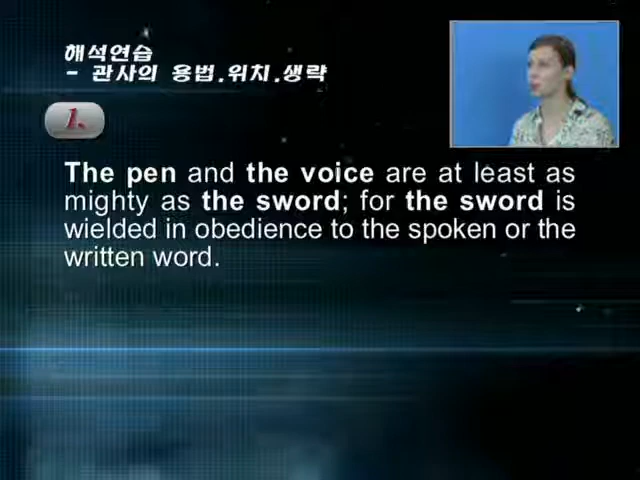 해석연습
- 관사의 용법.위치.생략
1.
The pen and the voice are at least as
mighty as the sword; for the sword is
wielded in obedience to the spoken or the
written word.